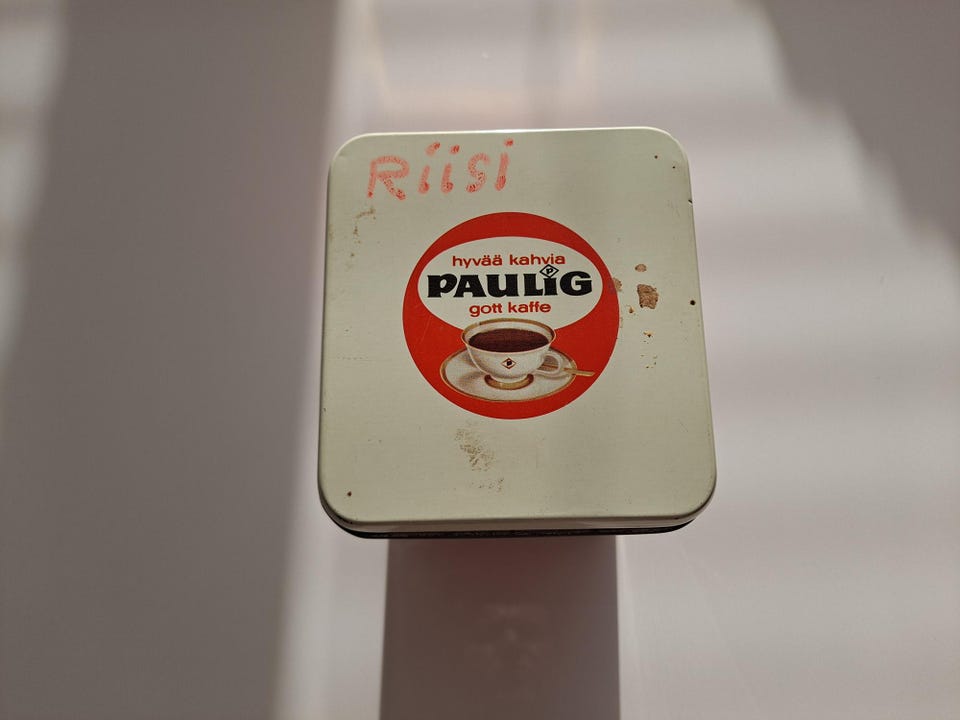 Riisi
hyvää kahvia
PAULIG
gott kaffe